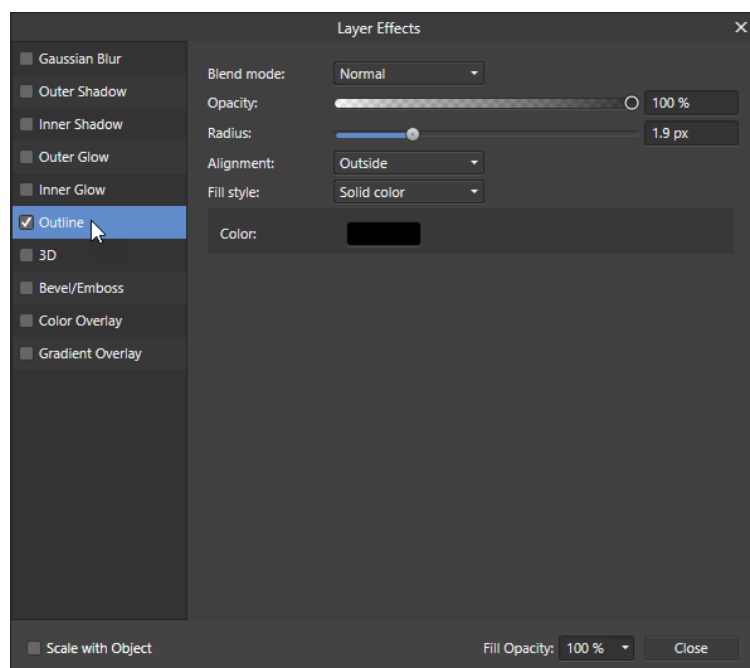 Layer Effects
Gaussian Blur
Outer Shadow
Inner Shadow
Outer Glow
Inner Glow
Outline
3D
Bevel/Emboss
Color Overlay
Gradient Overlay
Blend mode: Normal
Opacity: 100 %
Radius: 1.9 px
Alignment: Outside
Fill style: Solid color
Color:
Scale with Object
Fill Opacity: 100 % Close